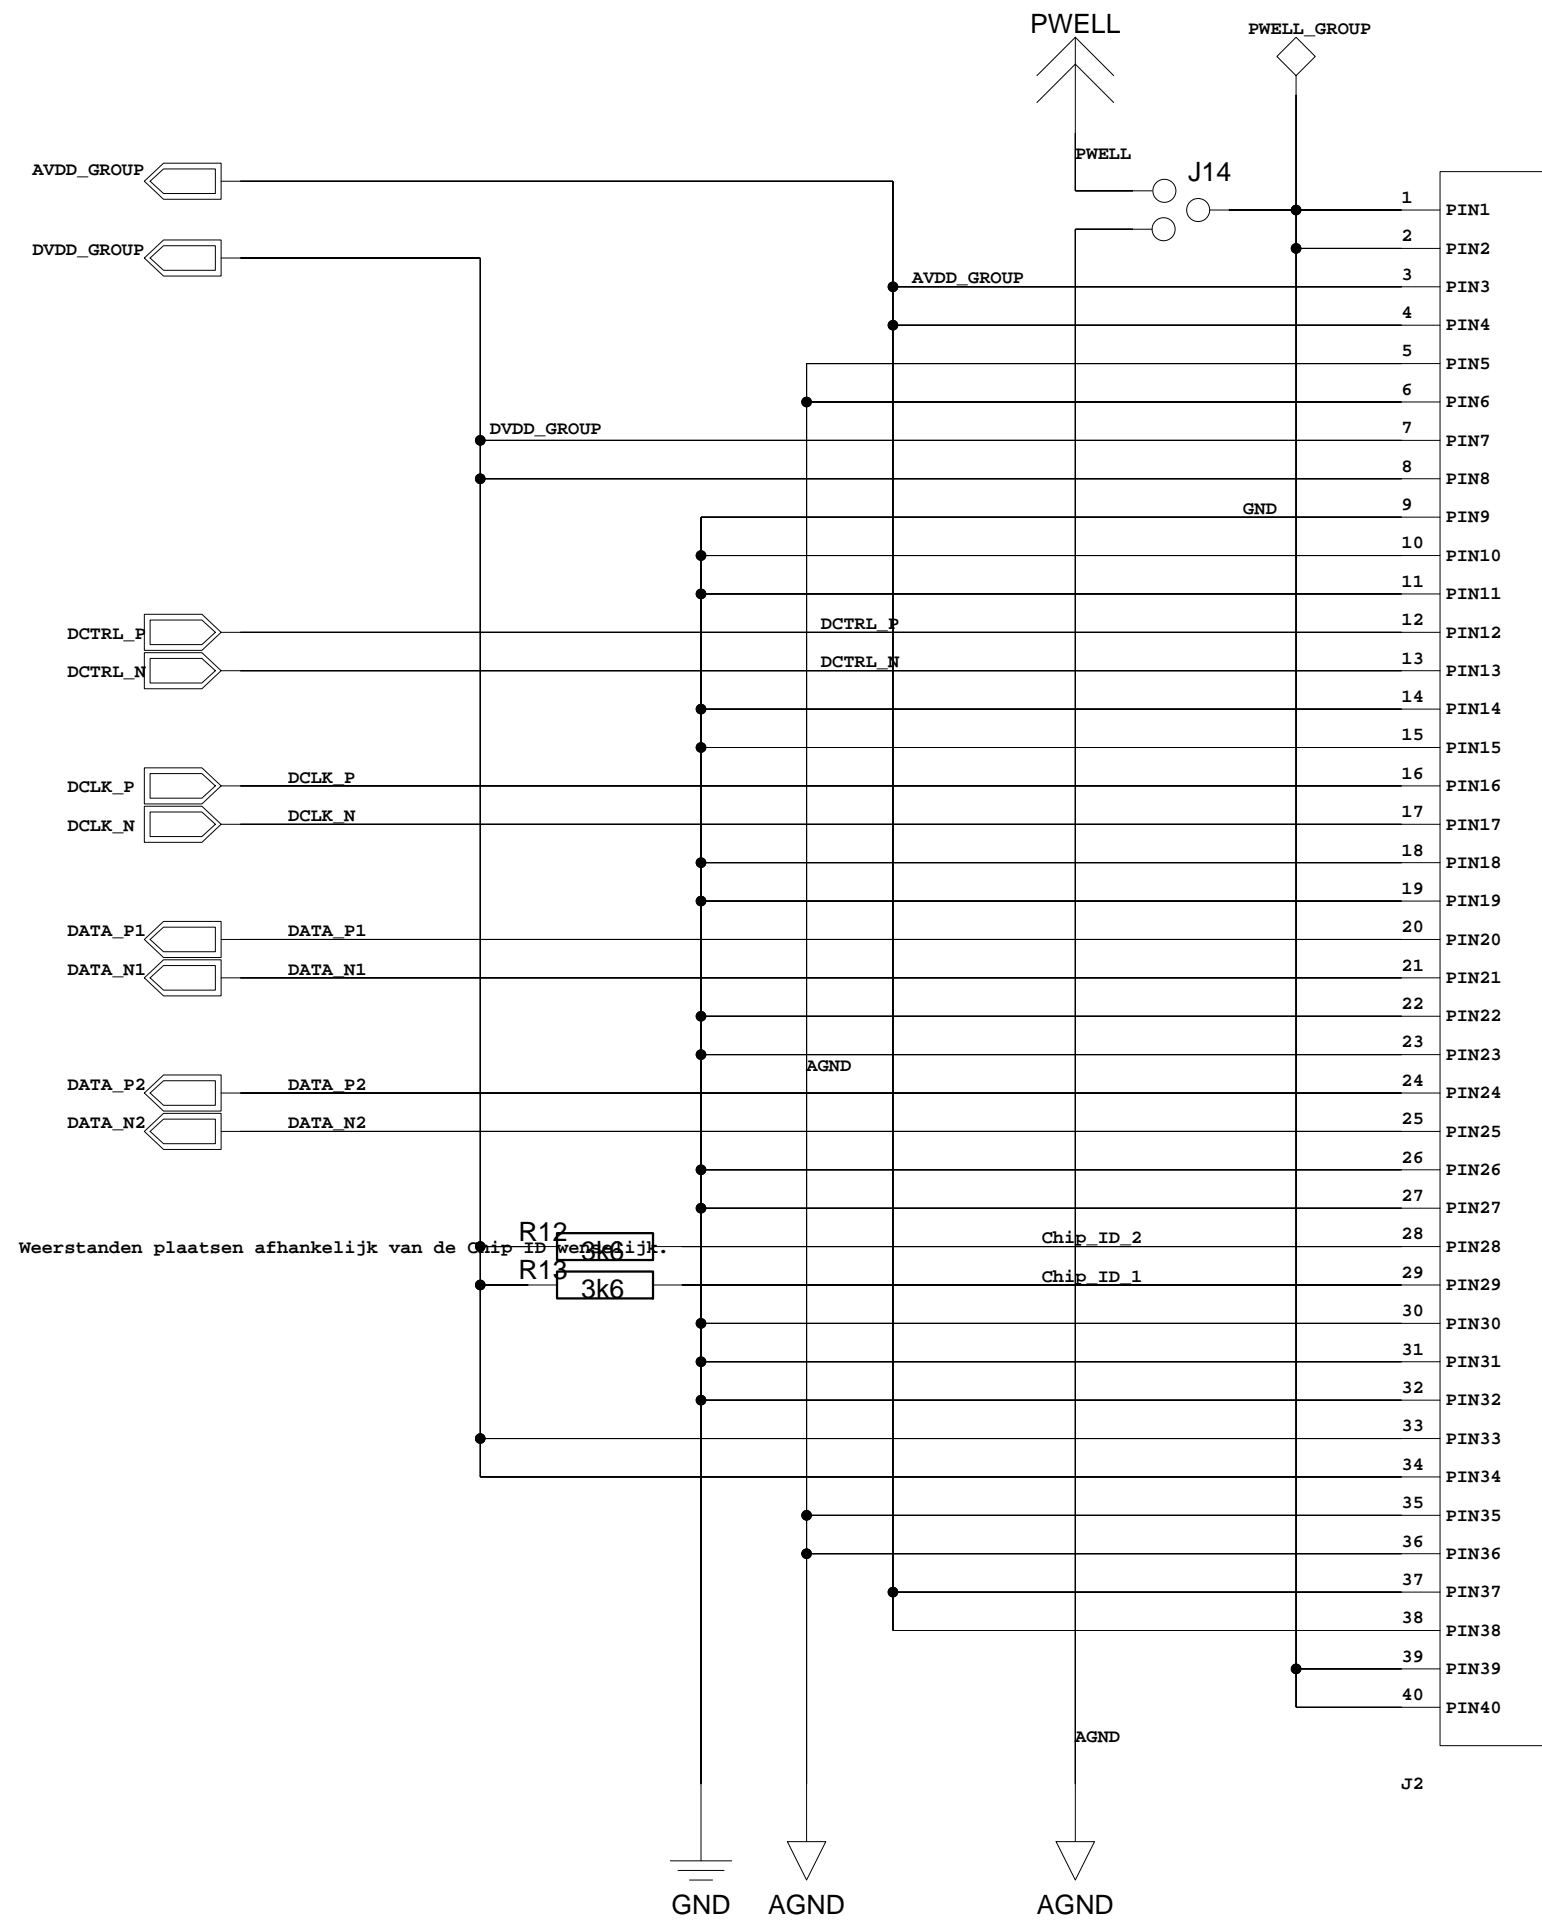 PWELL
PWELL_GROUP
PWELL
AVDD_GROUP
J14
1
PIN1
2
DVDD_GROUP
PIN2
3
AVDD_GROUP
PIN3
4
PIN4
5
PIN5
6
PIN6
7
DVDD_GROUP
PIN7
8
PIN8
9
GND
PIN9
10
PIN10
11
PIN11
12
DCTRL_P
DCTRL_P
PIN12
13
DCTRL_N
DCTRL_N
PIN13
14
PIN14
15
PIN15
16
DCLK_P
DCLK_P
PIN16
17
DCLK_N
DCLK_N
PIN17
18
PIN18
19
PIN19
20
DATA_P1
DATA_P1
PIN20
21
DATA_N1
DATA_N1
PIN21
22
PIN22
23
PIN23
AGND
24
DATA_P2
DATA_P2
PIN24
25
DATA_N2
DATA_N2
PIN25
26
PIN26
27
PIN27
R12
28
Chip_ID_2
Weerstanden plaatsen afhankelijk van de Chip ID wenselijk.
3k6
PIN28
R13
29
Chip_ID_1
3k6
PIN29
30
PIN30
31
PIN31
32
PIN32
33
PIN33
34
PIN34
35
PIN35
36
PIN36
37
PIN37
38
PIN38
39
PIN39
40
PIN40
AGND
J2
GND
AGND
AGND